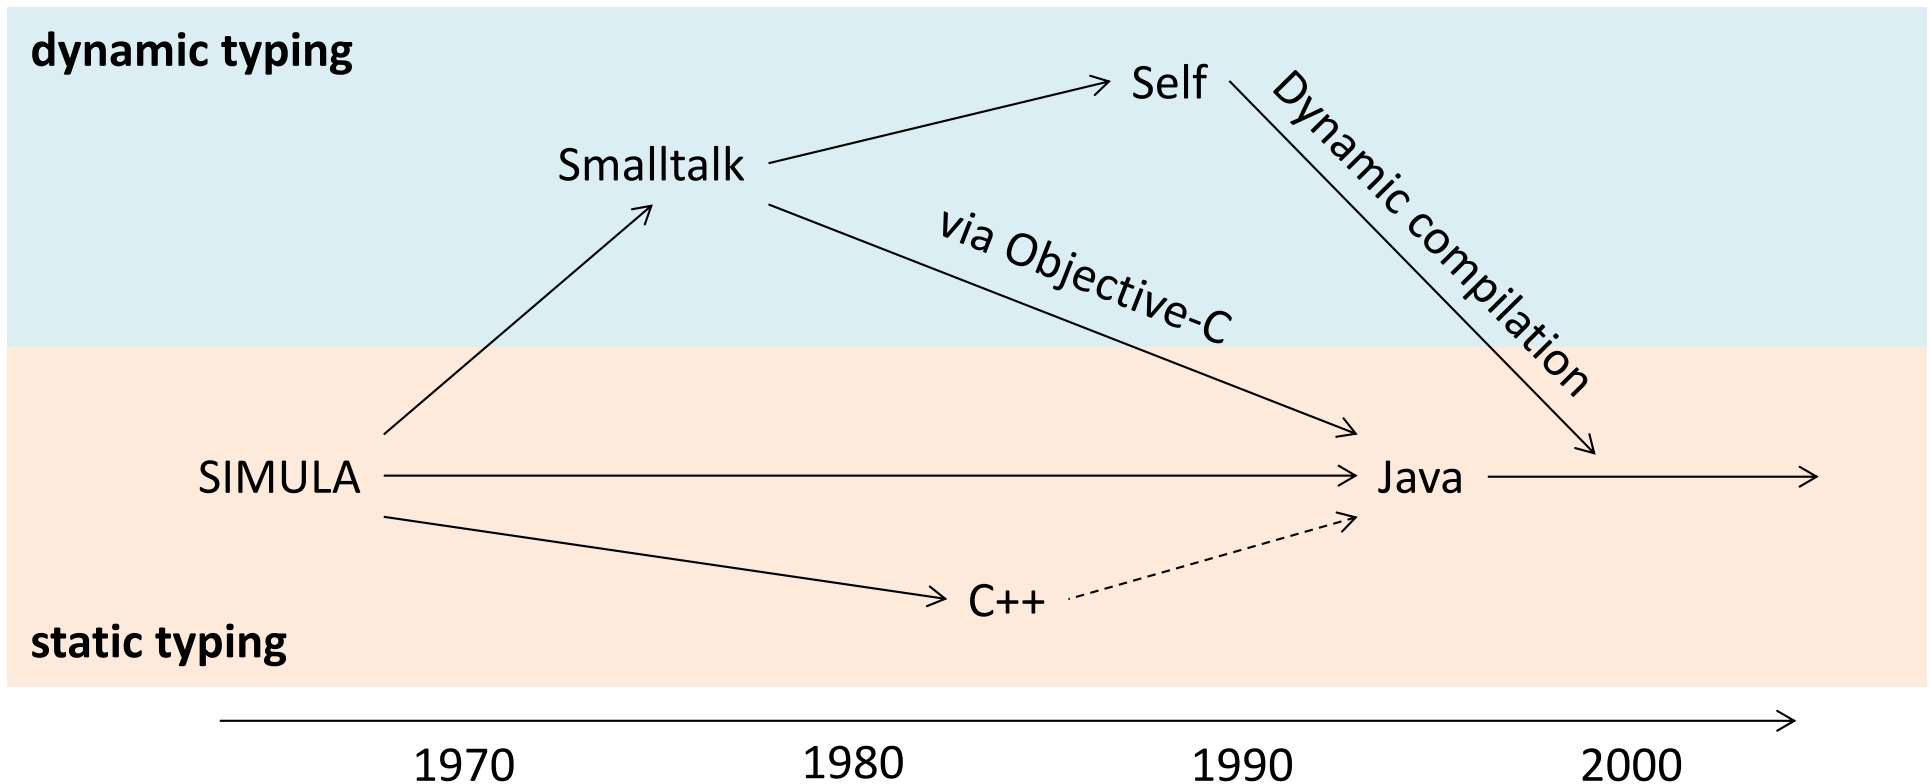 dynamic typing
Self
Dynamic compilation
Smalltalk
via Objective-C
SIMULA
Java
C++
static typing
1970
1980
1990
2000